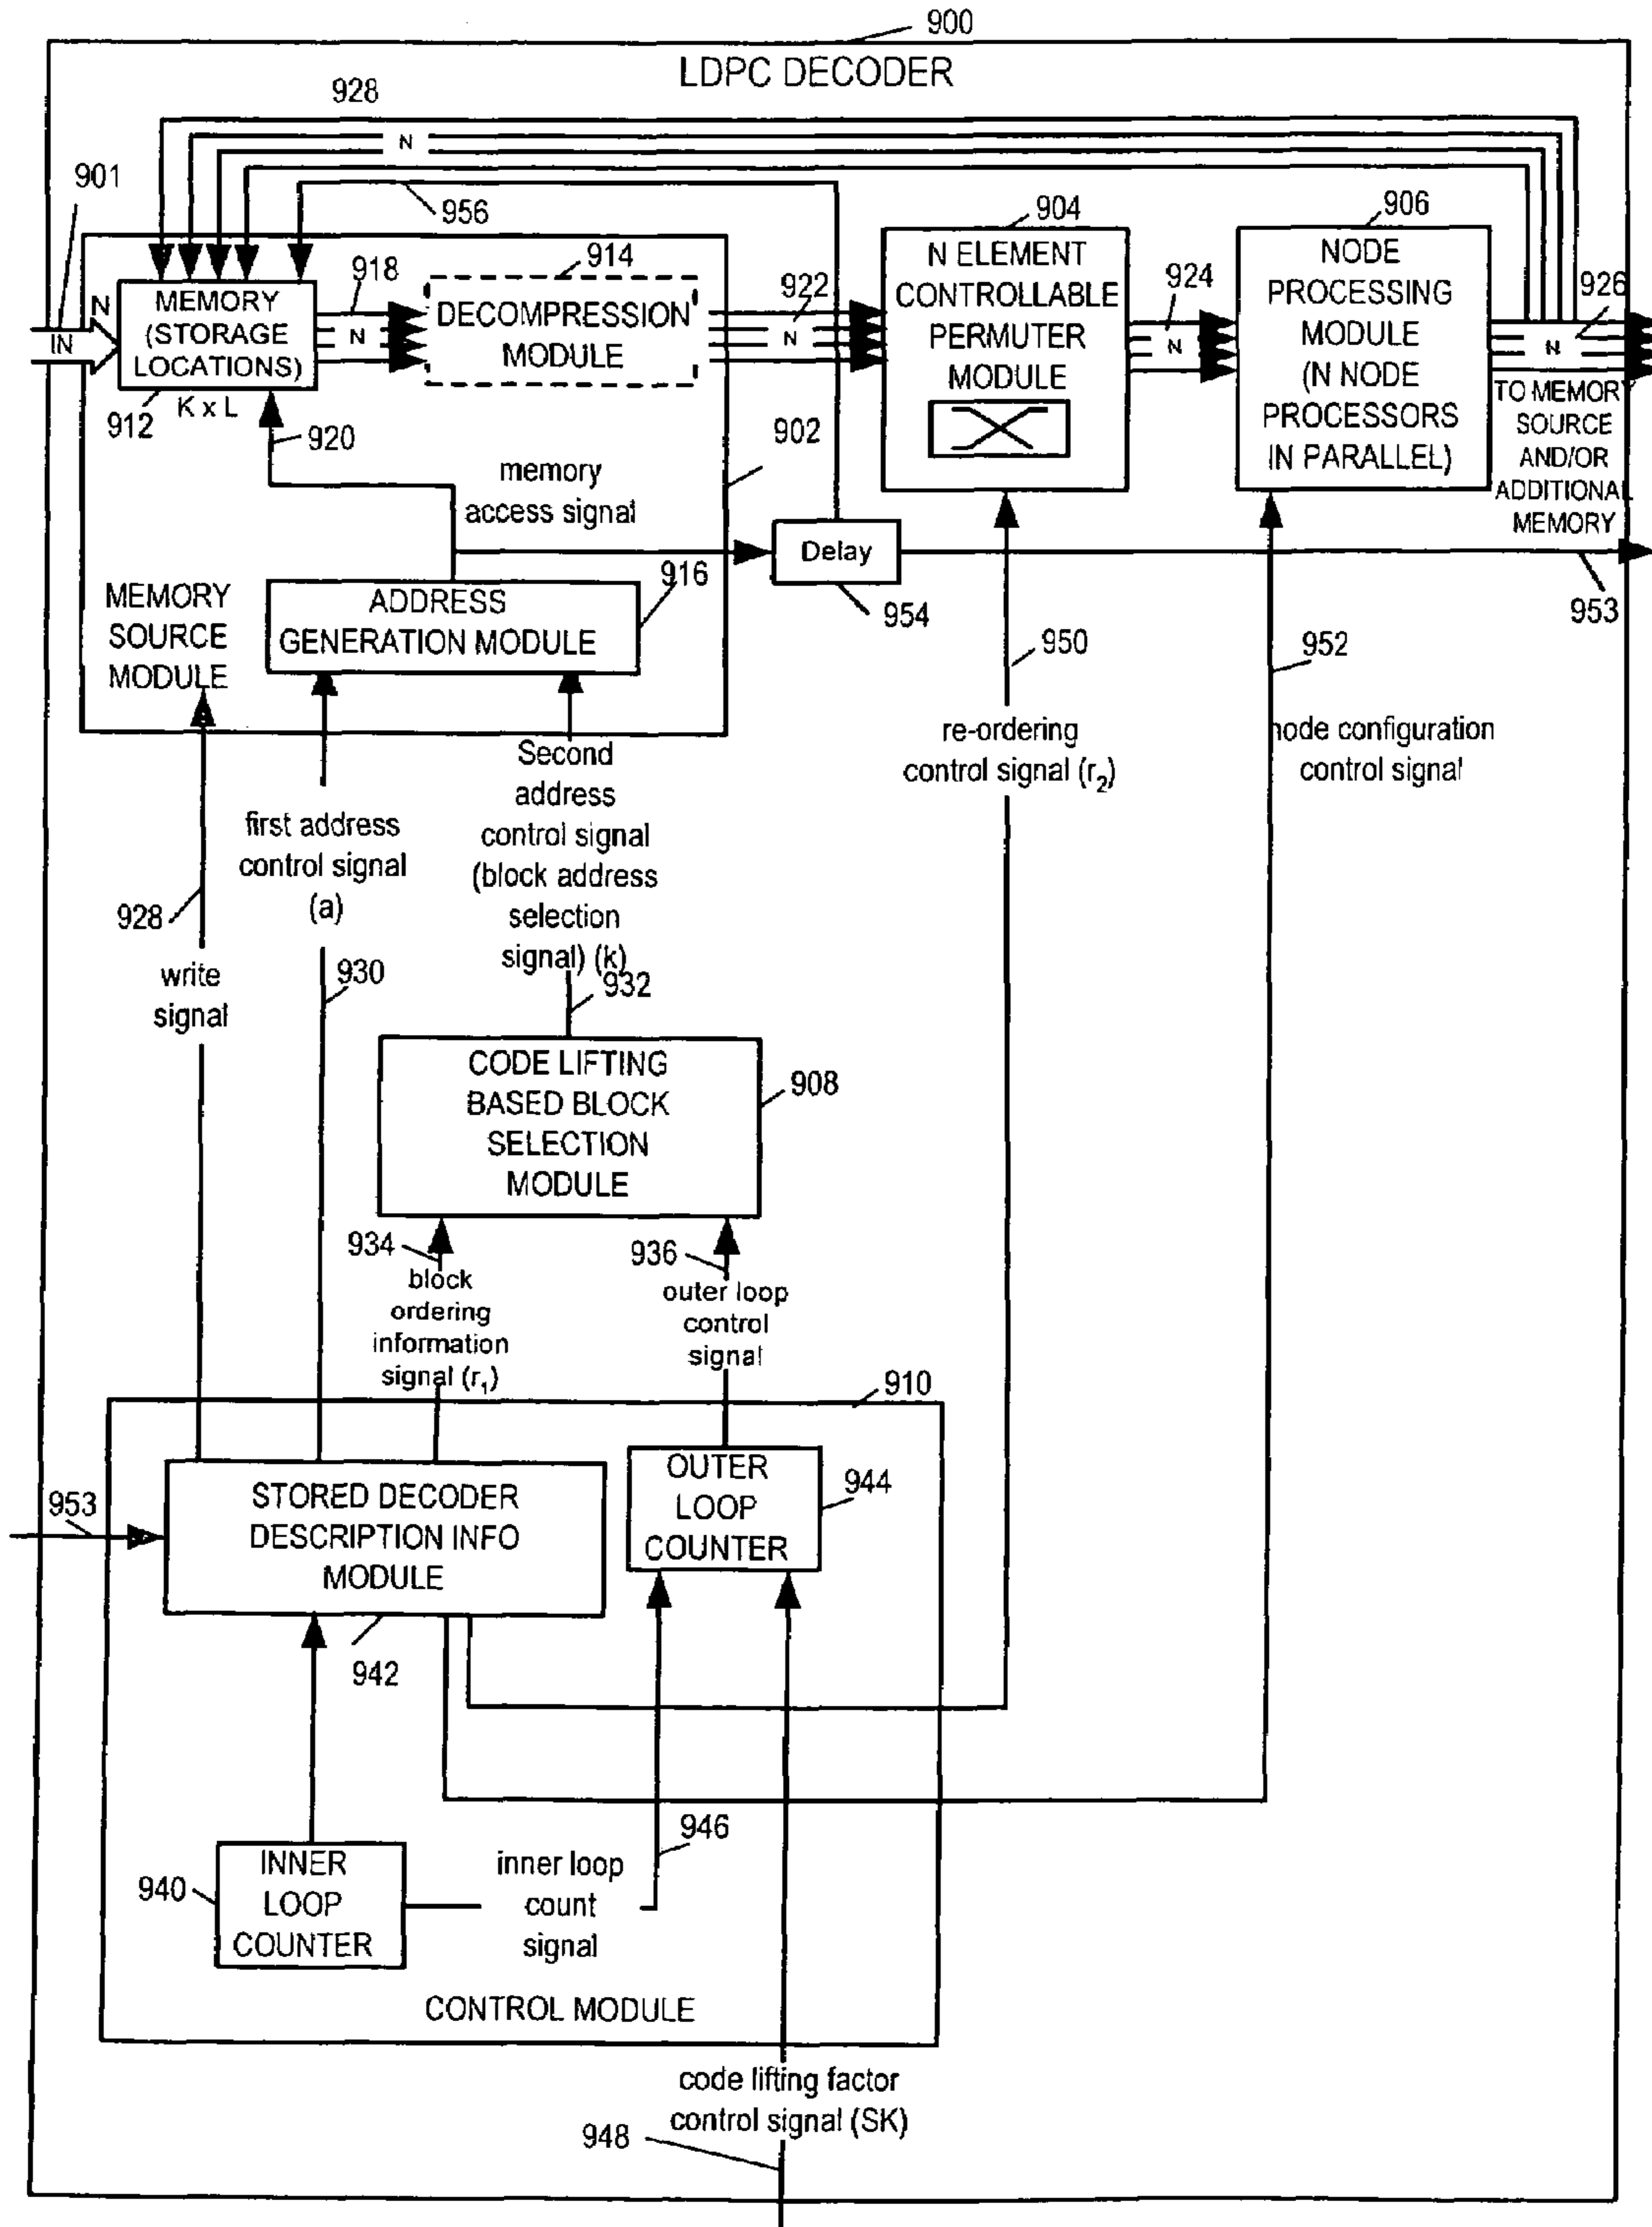 900
LDPC DECODER
928
N
901
956
904
906
N
IN
MEMORY
(STORAGE
LOCATIONS)
912
K x L
918
N
914
DECOMPRESSION
MODULE
922
N
N ELEMENT
CONTROLLABLE
PERMUTER
MODULE
924
N
NODE
PROCESSING
MODULE
(N NODE
PROCESSORS
IN PARALLEL)
926
N
TO MEMORY
SOURCE
AND/OR
ADDITIONAL
MEMORY
920
902
memory
access signal
Delay
954
953
MEMORY
SOURCE
MODULE
ADDRESS
GENERATION MODULE
916
950
952
re-ordering
control signal (r2)
node configuration
control signal
928
write
signal
first address
control signal
(a)
930
Second
address
control signal
(block address
selection
signal) (k)
932
CODE LIFTING
BASED BLOCK
SELECTION
MODULE
908
934
block
ordering
information
signal (r1)
936
outer loop
control
signal
910
953
STORED DECODER
DESCRIPTION INFO
MODULE
942
OUTER
LOOP
COUNTER
944
946
940
INNER
LOOP
COUNTER
inner loop
count
signal
CONTROL MODULE
code lifting factor
control signal (SK)
948